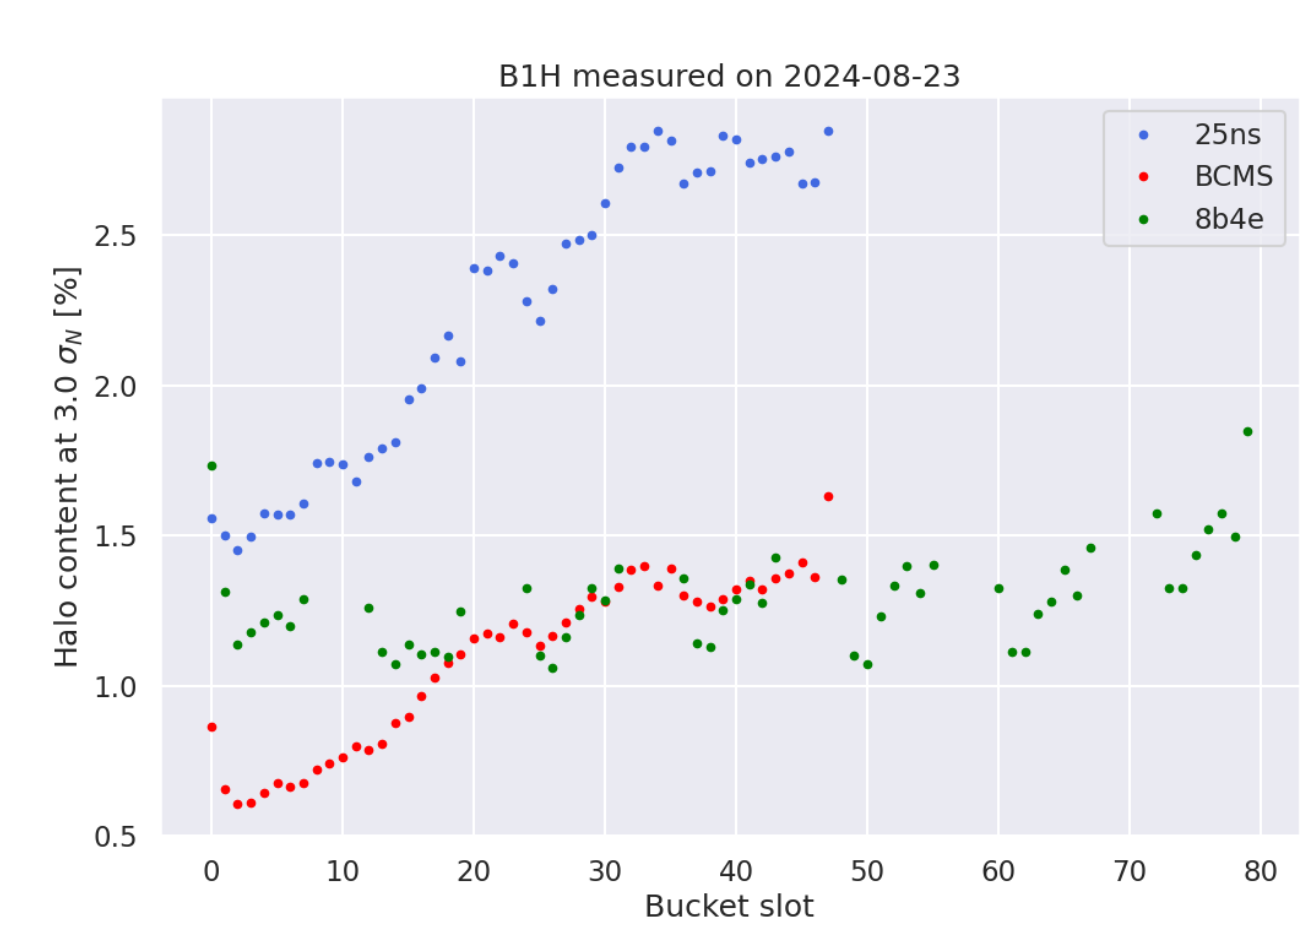 B1H measured on 2024-08-23
25ns
BCMS
8b4e
Halo content at 3.0 σ_N [%]
2.5
2.0
1.5
1.0
0.5
0 10 20 30 40 50 60 70 80
Bucket slot